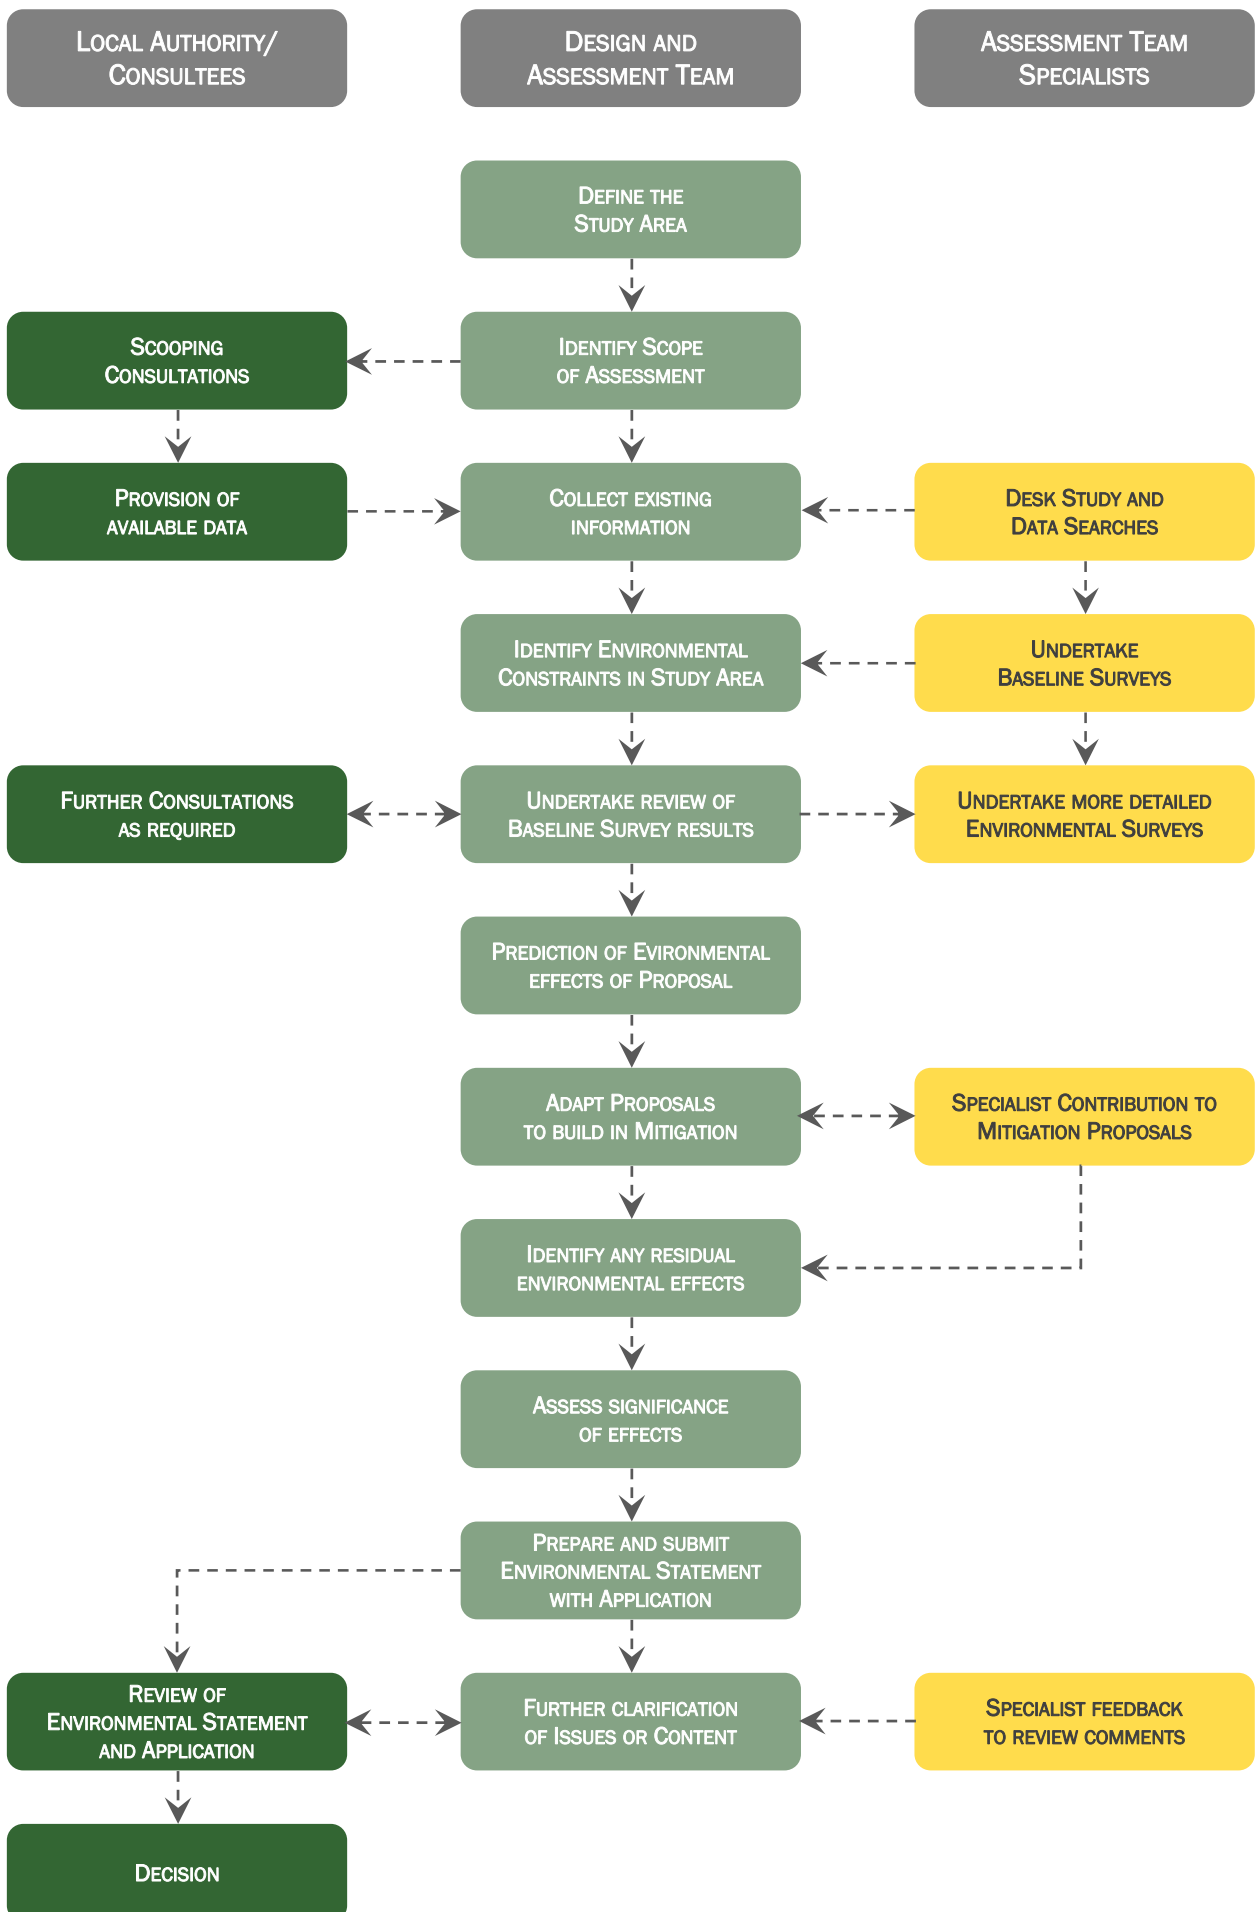 Local Authority/
Consultees
Design and
Assessment Team
Assessment Team
Specialists
Define the
Study Area
Scooping
Consultations
Identify Scope
of Assessment
Provision of
available data
Collect existing
information
Desk Study and
Data Searches
Identify Environmental
Constraints in Study Area
Undertake
Baseline Surveys
Further Consultations
as required
Undertake review of
Baseline Survey results
Undertake more detailed
Environmental Surveys
Prediction of Evironmental
effects of Proposal
Adapt Proposals
to build in Mitigation
Specialist Contribution to
Mitigation Proposals
Identify any residual
environmental effects
Assess significance
of effects
Prepare and submit
Environmental Statement
with Application
Review of
Environmental Statement
and Application
Further clarification
of Issues or Content
Specialist feedback
to review comments
Decision